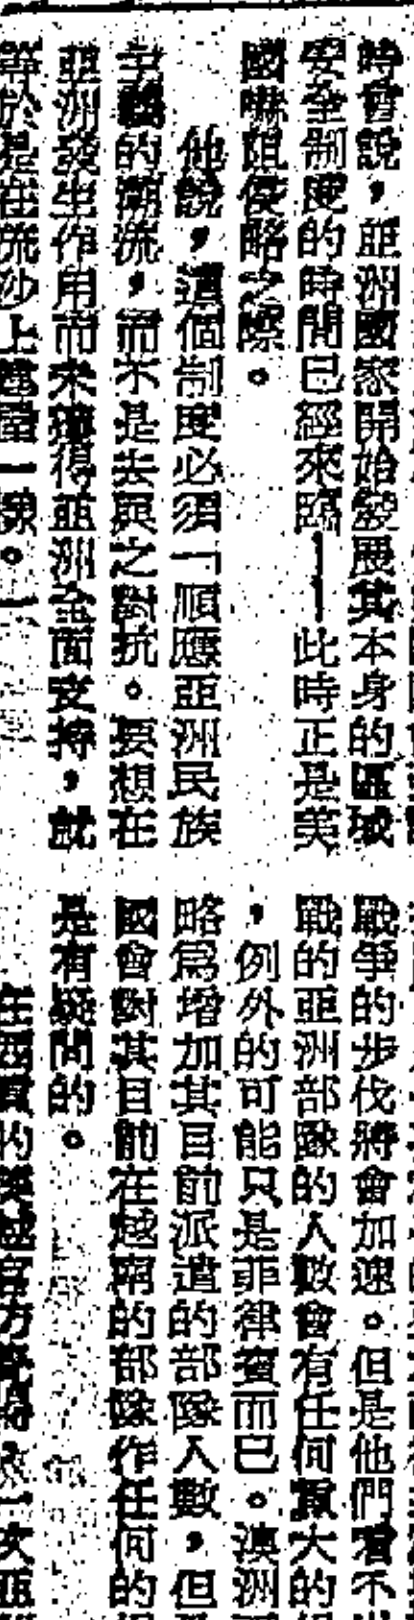 時會說，亞洲國家開始發展其本身的區域
安全制度的時間已經來臨——此時正是美
國嚇阻侵略之際。
他說，這個制度必須「順應亞洲民族
主義的潮流，而不是去與之對抗。要想在
亞洲發生作用而未獲得亞洲全面支持，就
等於是在流沙上建屋一樣。」
戰爭的步伐將會加速。但是他們看不
戰的亞洲部隊的人數會有任何重大的
，例外的可能只是菲律賓而已。澳洲
略為增加其目前派遣的部隊人數，但
國會對其目前在越南的部隊作任何的
是有疑問的。
在西貢的 官方